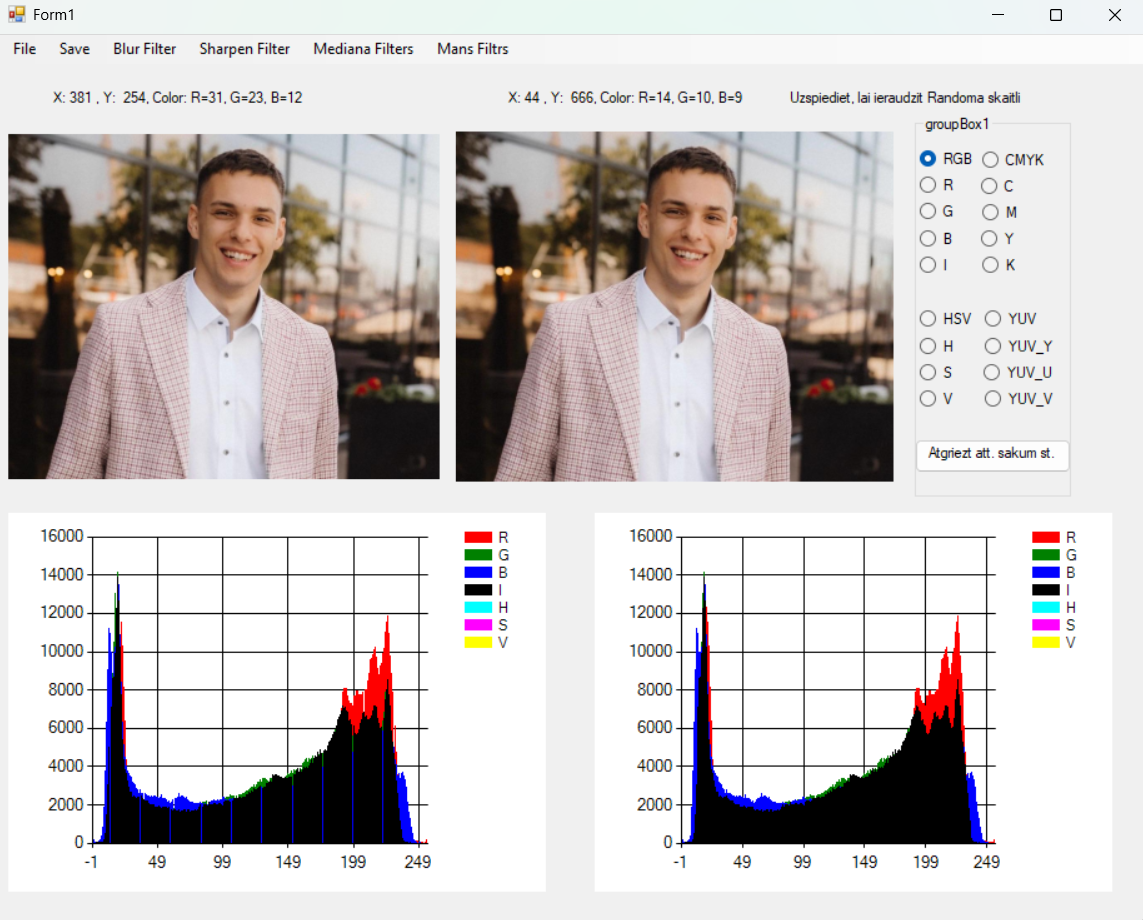 Form1
File Save Blur Filter Sharpen Filter Mediana Filters Mans Filtrs
X: 381 , Y:  254, Color: R=31, G=23, B=12
X: 44 , Y:  666, Color: R=14, G=10, B=9
Uzspiediet, lai ieraudzit Randoma skaitli
groupBox1
RGB CMYK
R C
G M
B Y
I K
HSV YUV
H YUV_Y
S YUV_U
V YUV_V
Atgriezt att. sakum st.
16000
14000
12000
10000
8000
6000
4000
2000
0
-1 49 99 149 199 249
R
G
B
I
H
S
V
16000
14000
12000
10000
8000
6000
4000
2000
0
-1 49 99 149 199 249
R
G
B
I
H
S
V